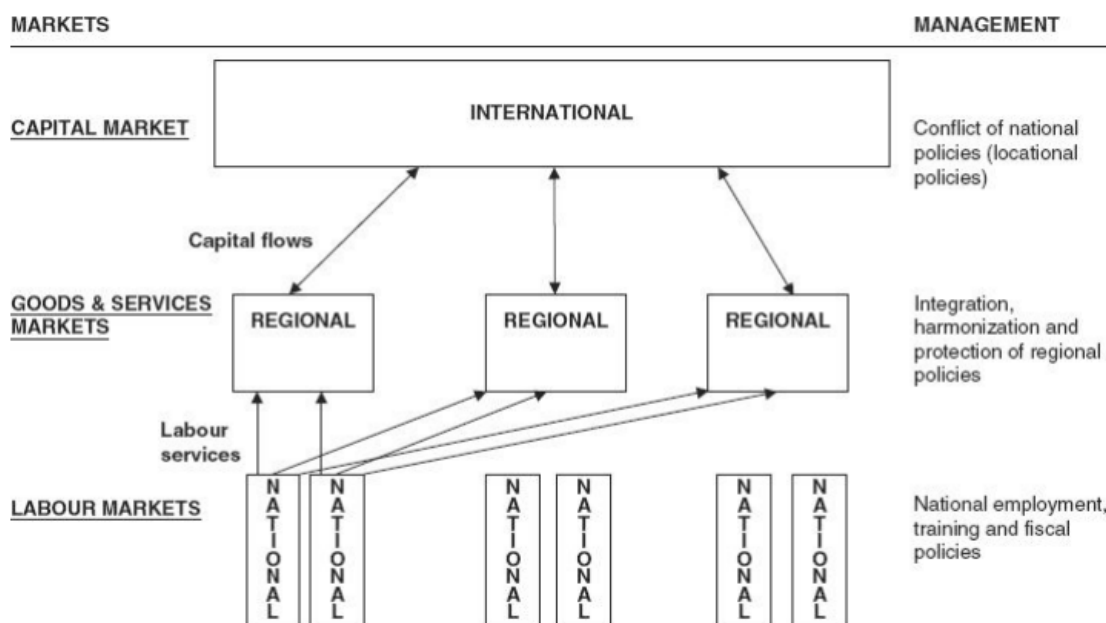 MARKETS
MANAGEMENT
INTERNATIONAL
CAPITAL MARKET
Conflict of national
policies (locational
policies)
Capital flows
GOODS & SERVICES
MARKETS
REGIONAL
REGIONAL
REGIONAL
Integration,
harmonization and
protection of regional
policies
Labour
services
LABOUR MARKETS
NATIONAL
NATIONAL
NATIONAL
NATIONAL
NATIONAL
NATIONAL
National employment,
training and fiscal
policies